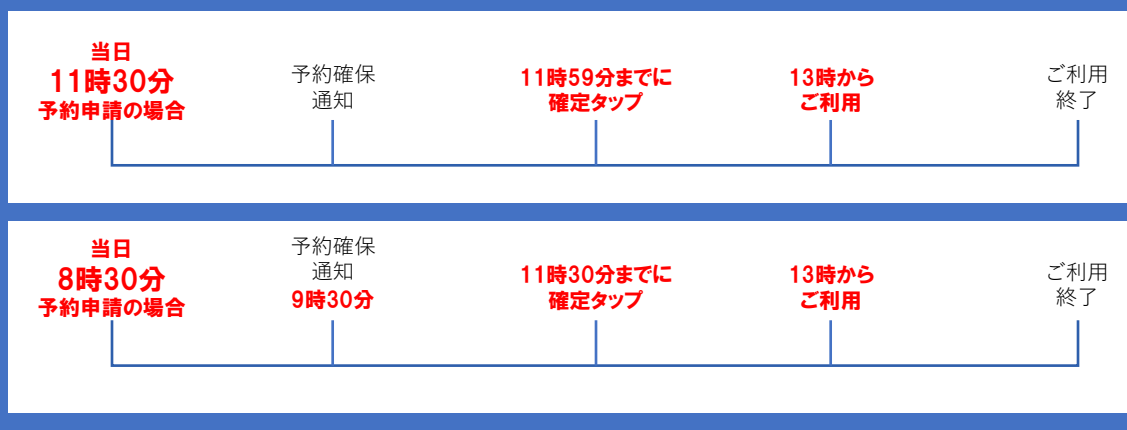 当日
11時30分
予約申請の場合
予約確保
通知
11時59分までに
確定タップ
13時から
ご利用
ご利用
終了
当日
8時30分
予約申請の場合
予約確保
通知
9時30分
11時30分までに
確定タップ
13時から
ご利用
ご利用
終了